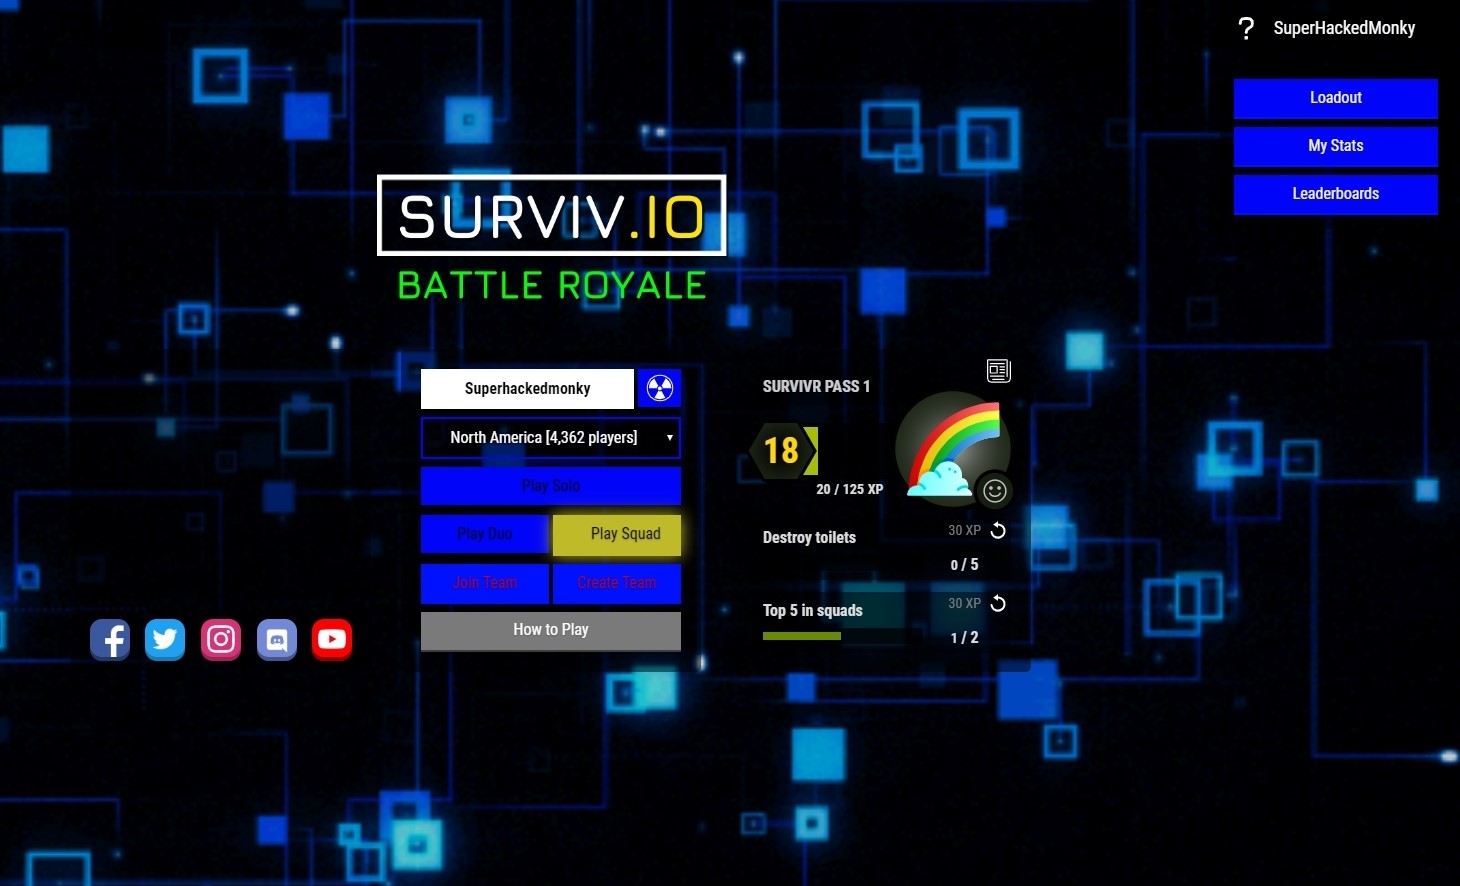 ? SuperHackedMonky
Loadout
My Stats
Leaderboards
SURVIV.IO
BATTLE ROYALE
Superhackedmonky
North America [4,362 players]
Play Solo
Play Duo
Play Squad
Join Team
Create Team
How to Play
SURVIVR PASS 1
18
20 / 125 XP
Destroy toilets
30 XP
0 / 5
Top 5 in squads
30 XP
1 / 2